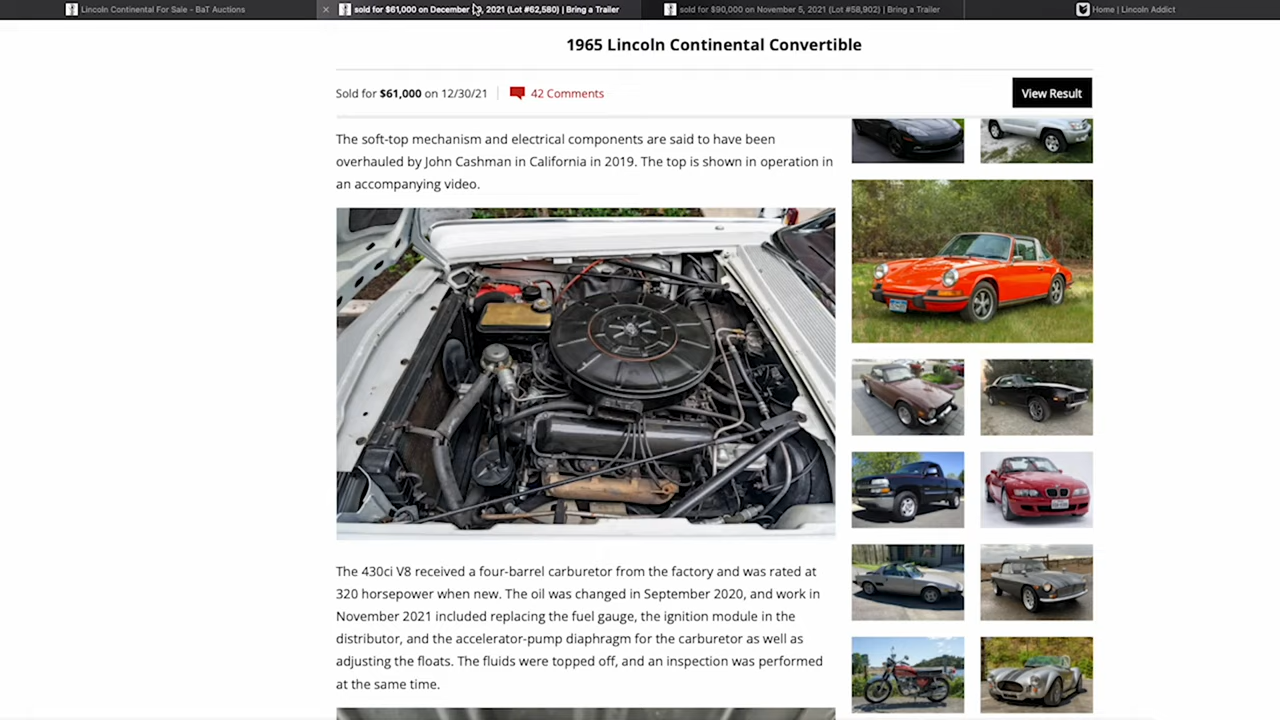 Lincoln Continental For Sale - BaT Auctions
sold for $61,000 on December 3, 2021 (Lot #62,580) | Bring a Trailer
sold for $90,000 on November 5, 2021 (Lot #58,902) | Bring a Trailer
Home | Lincoln Addict
1965 Lincoln Continental Convertible
Sold for $61,000 on 12/30/21
42 Comments
View Result
The soft-top mechanism and electrical components are said to have been
overhauled by John Cashman in California in 2019. The top is shown in operation in
an accompanying video.
The 430ci V8 received a four-barrel carburetor from the factory and was rated at
320 horsepower when new. The oil was changed in September 2020, and work in
November 2021 included replacing the fuel gauge, the ignition module in the
distributor, and the accelerator-pump diaphragm for the carburetor as well as
adjusting the floats. The fluids were topped off, and an inspection was performed
at the same time.